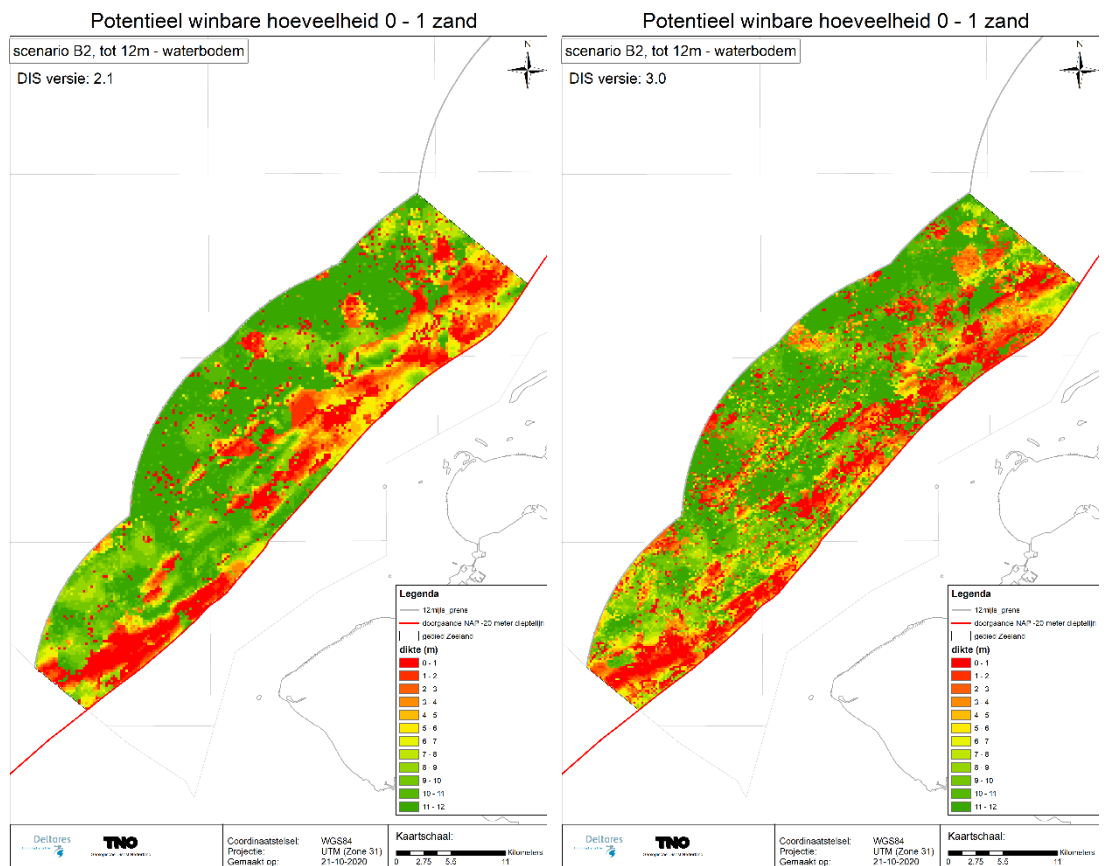 Potentieel winbare hoeveelheid 0 - 1 zand
scenario B2, tot 12m - waterbodem
DIS versie: 2.1
N
Legenda
doorgaande NAP -20 meter dieptelijn
gebied Zeeland
dikte (m)
0 - 1
1 - 2
2 - 3
3 - 4
4 - 5
5 - 6
6 - 7
7 - 8
8 - 9
9 - 10
10 - 11
11 - 12
Deltares
TNO
Coordinaatstelsel: WGS84
Projectie: UTM (Zone 31)
Gemaakt op: 21-10-2020
Kaartschaal:
Kilometers
0 2.75 5.5 11
Potentieel winbare hoeveelheid 0 - 1 zand
scenario B2, tot 12m - waterbodem
DIS versie: 3.0
N
Legenda
doorgaande NAP -20 meter dieptelijn
gebied Zeeland
dikte (m)
0 - 1
1 - 2
2 - 3
3 - 4
4 - 5
5 - 6
6 - 7
7 - 8
8 - 9
9 - 10
10 - 11
11 - 12
Deltares
TNO
Coordinaatstelsel: WGS84
Projectie: UTM (Zone 31)
Gemaakt op: 21-10-2020
Kaartschaal:
Kilometers
0 2.75 5.5 11